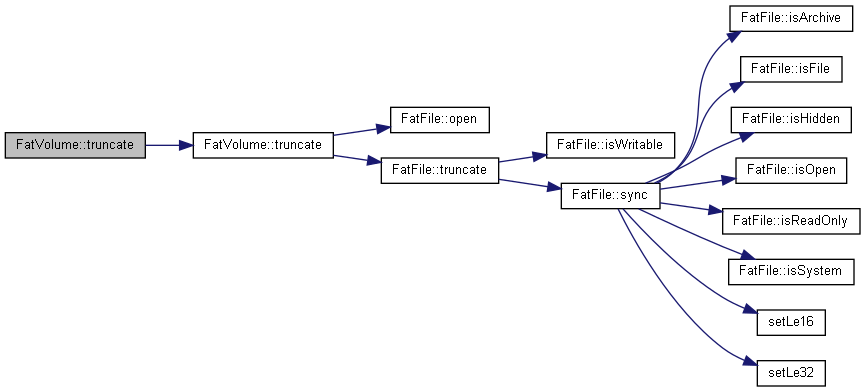 FatVolume::truncate
FatVolume::truncate
FatFile::open
FatFile::truncate
FatFile::isWritable
FatFile::sync
FatFile::isArchive
FatFile::isFile
FatFile::isHidden
FatFile::isOpen
FatFile::isReadOnly
FatFile::isSystem
setLe16
setLe32